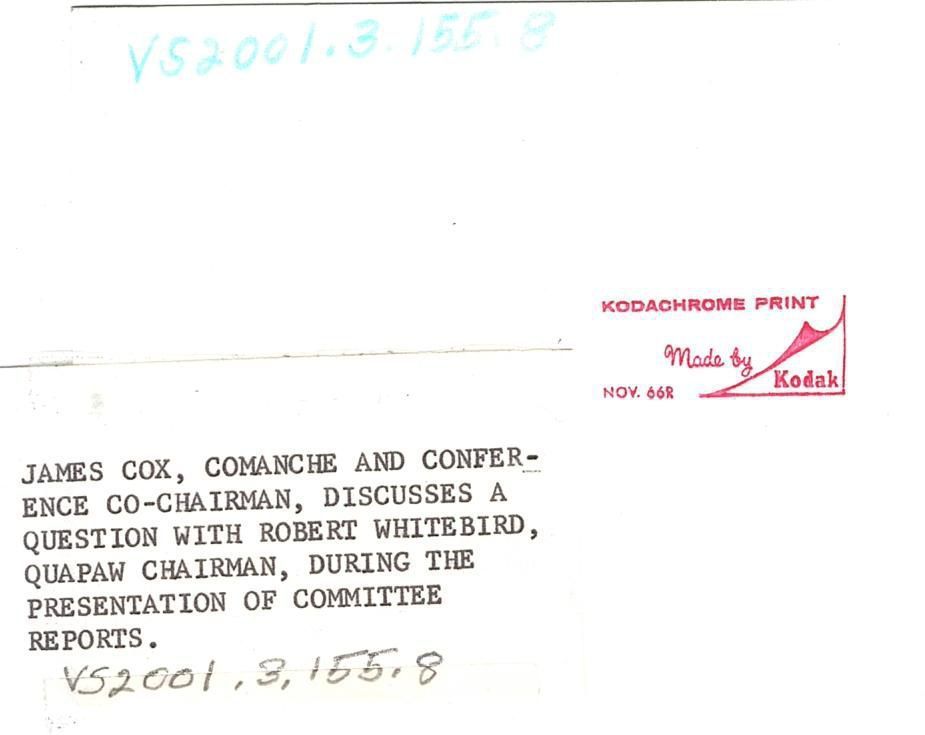 VS2001.3.155.8
KODACHROME PRINT
Made by
Kodak
NOV. 66R
JAMES COX, COMANCHE AND CONFER-
ENCE CO-CHAIRMAN, DISCUSSES A
QUESTION WITH ROBERT WHITEBIRD,
QUAPAW CHAIRMAN, DURING THE
PRESENTATION OF COMMITTEE
REPORTS.
VS2001.3.155.8